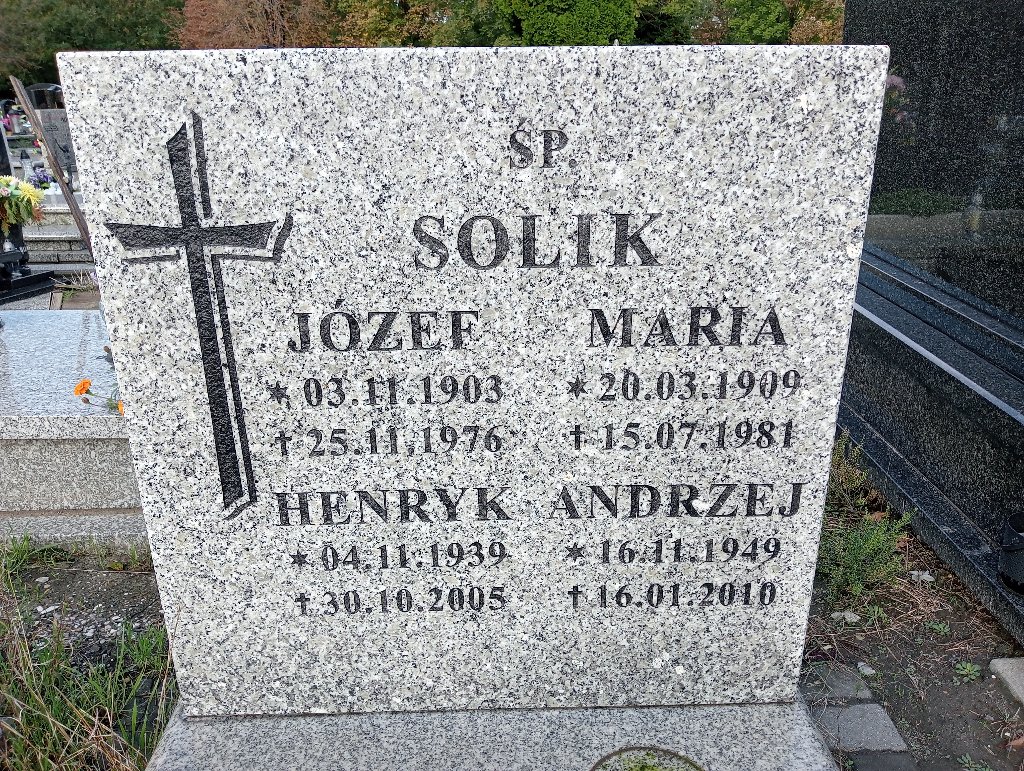 ŚP.
SOLIK
JÓZEF MARIA
* 03.11.1903 * 20.03.1909
† 25.11.1976 † 15.07.1981
HENRYK ANDRZEJ
* 04.11.1939 * 16.11.1949
† 30.10.2005 † 16.01.2010